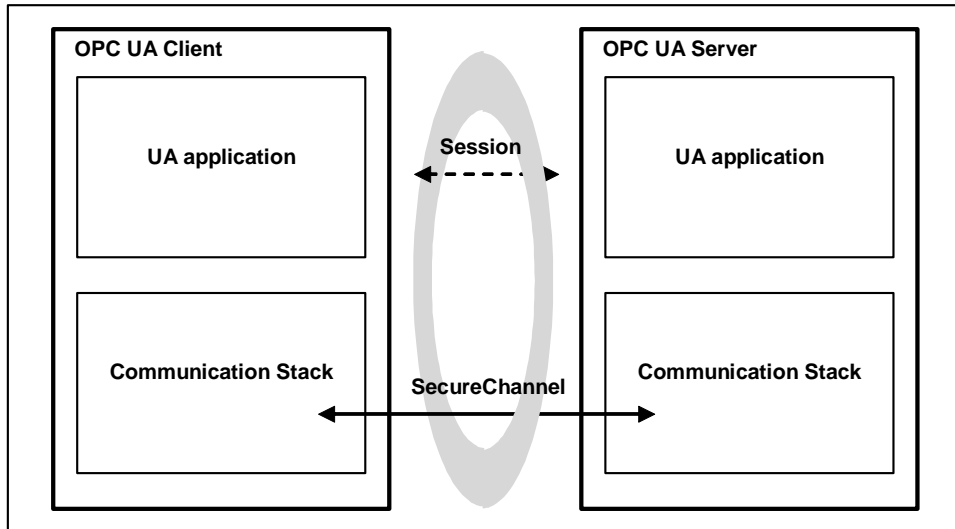 OPC UA Client
OPC UA Server
UA application
Session
UA application
Communication Stack
SecureChannel
Communication Stack